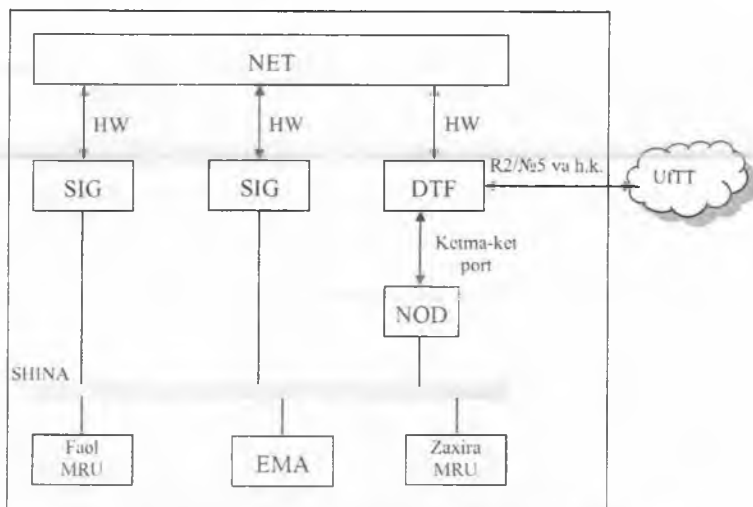 NET
HW
HW
HW
R2/№5 va h.k.
UfTT
SIG
SIG
DTF
Ketma-ket
port
NOD
SHINA
Faol
MRU
EMA
Zaxira
MRU